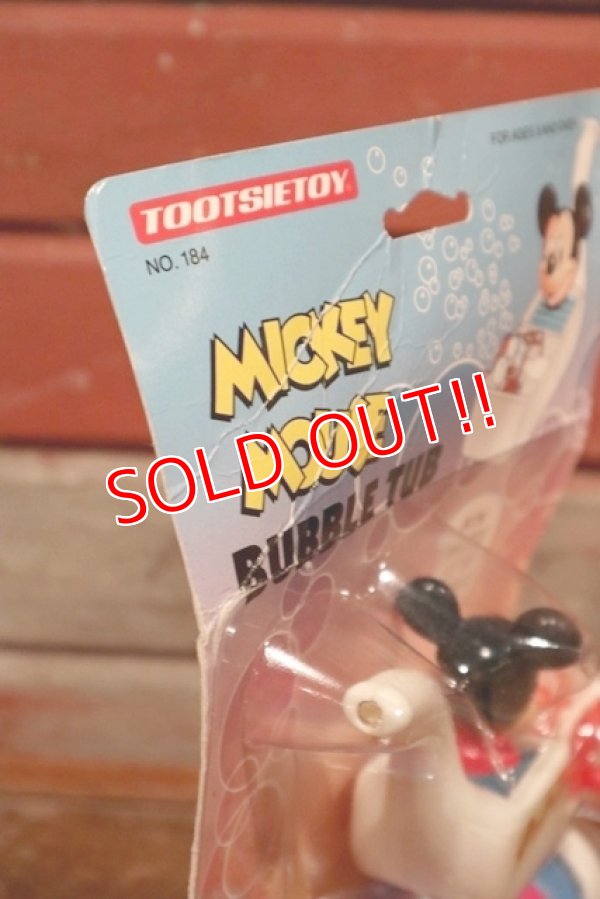 FOR AGES 3 AND OVER
TOOTSIETOY
NO. 184
MICKEY
MOUSE
SOLD OUT!!
BUBBLE TUB